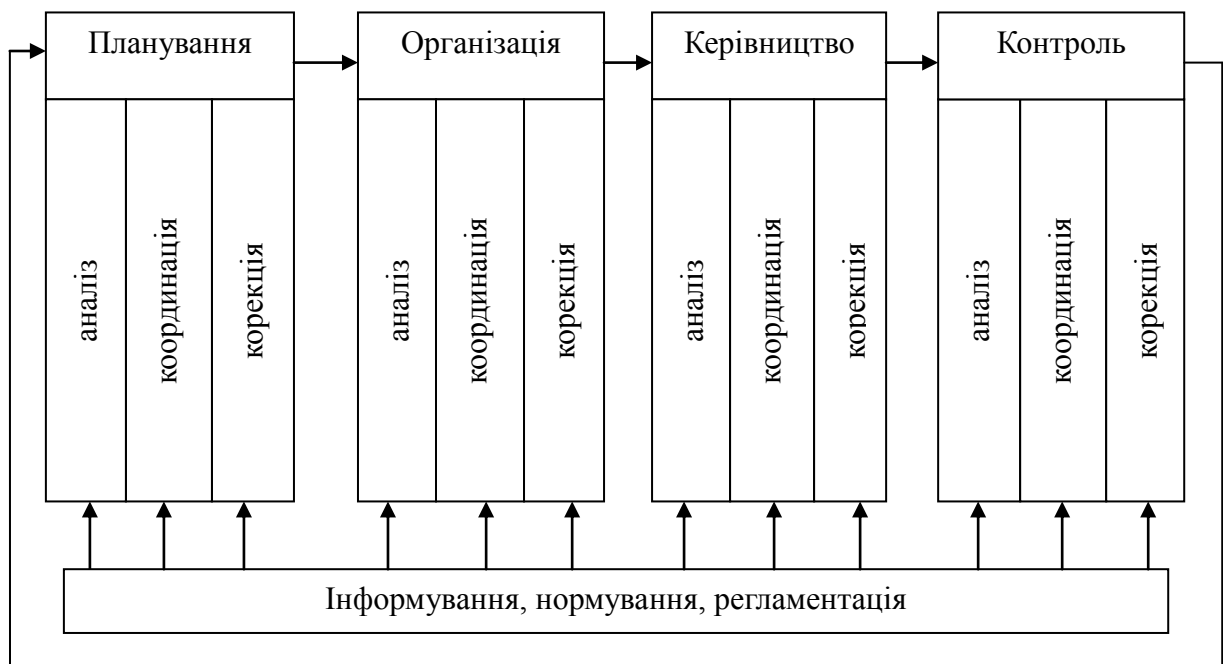 Планування
Організація
Керівництво
Контроль
аналіз
координація
корекція
аналіз
координація
корекція
аналіз
координація
корекція
аналіз
координація
корекція
Інформування, нормування, регламентація